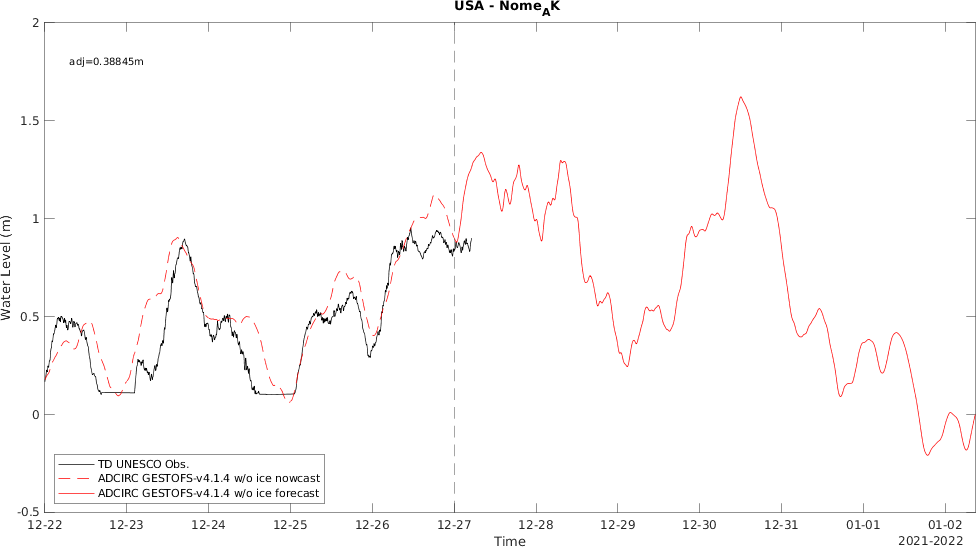 USA - Nome_AK
2
1.5
1
0.5
0
-0.5
Water Level (m)
adj=0.38845m
TD UNESCO Obs.
ADCIRC GESTOFS-v4.1.4 w/o ice nowcast
ADCIRC GESTOFS-v4.1.4 w/o ice forecast
12-22 12-23 12-24 12-25 12-26 12-27 12-28 12-29 12-30 12-31 01-01 01-02
Time
2021-2022